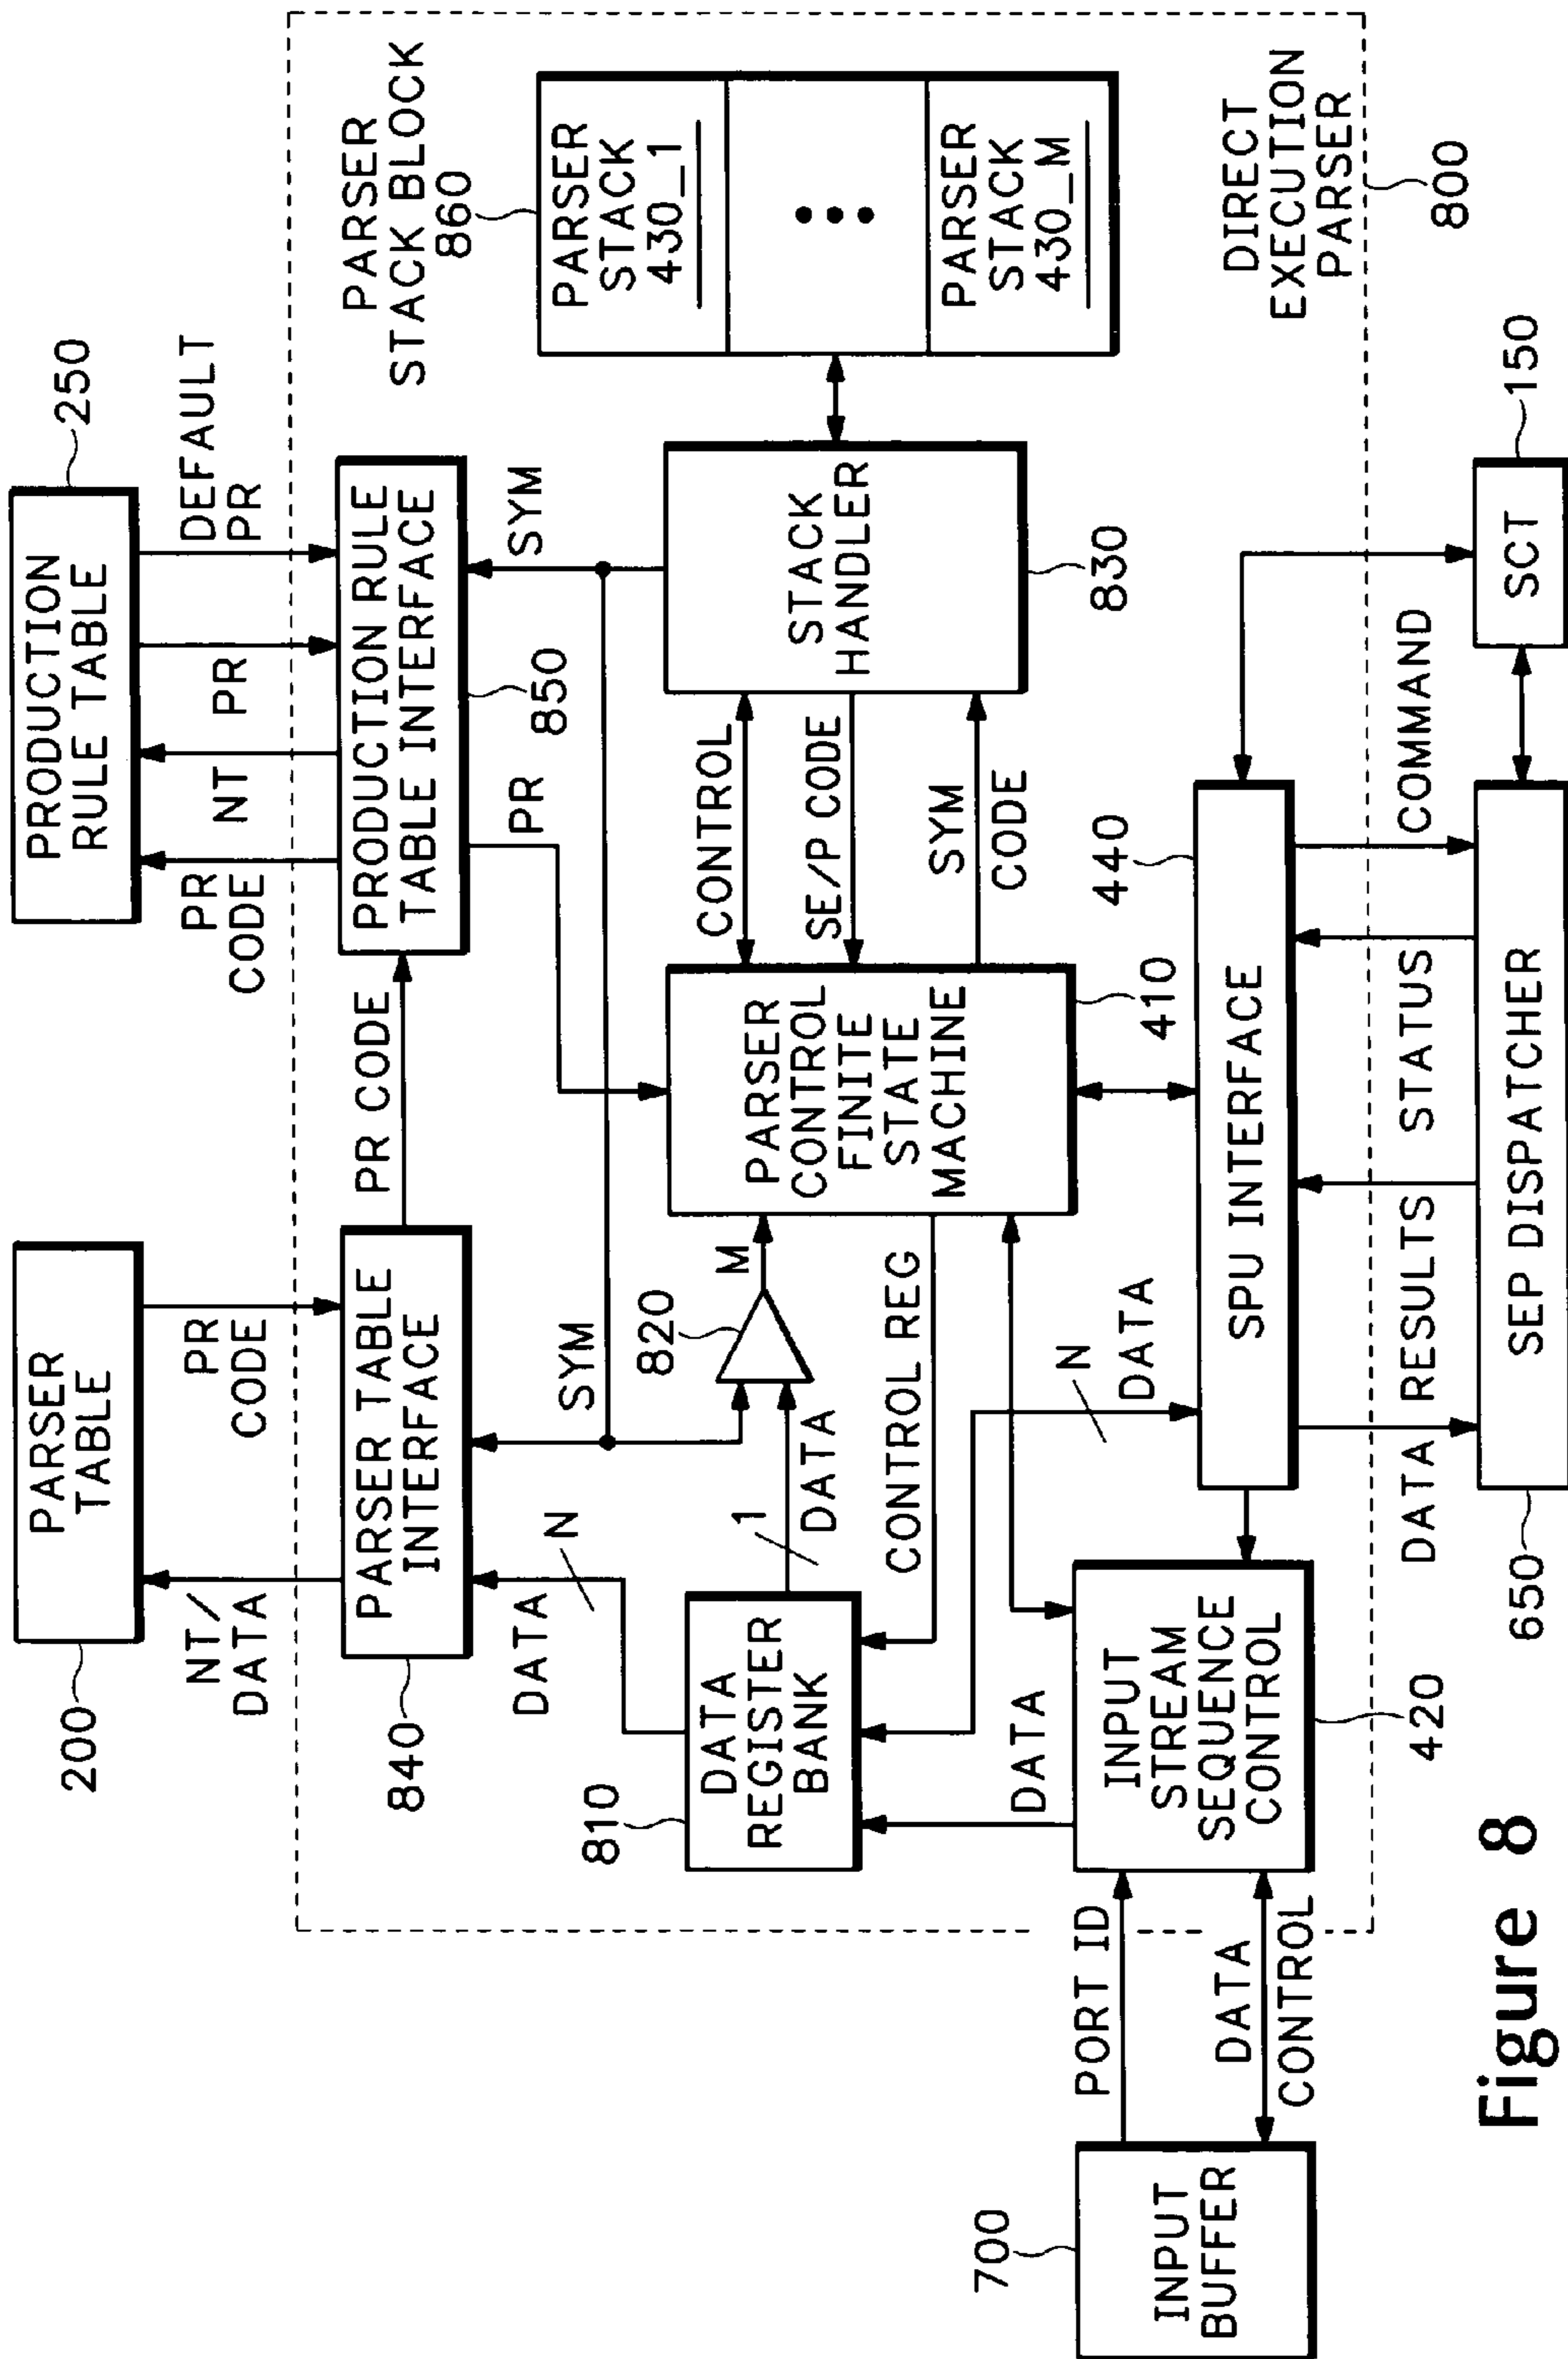 PARSER
TABLE
200
PRODUCTION
RULE TABLE
250
NT/
DATA
PR
CODE
PR
CODE
NT
PR
DEFAULT
PR
PARSER TABLE
INTERFACE
840
PR CODE
PRODUCTION RULE
TABLE INTERFACE
850
PARSER
STACK BLOCK
860
DATA
N
SYM
PR
SYM
810
DATA
REGISTER
BANK
1
DATA
820
M
PARSER
CONTROL
FINITE
STATE
MACHINE
410
CONTROL
SE/P CODE
SYM
CODE
STACK
HANDLER
830
PARSER
STACK
430_1
PARSER
STACK
430_M
CONTROL REG
DATA
N
DATA
700
INPUT
BUFFER
PORT ID
DATA
CONTROL
INPUT
STREAM
SEQUENCE
CONTROL
420
SPU INTERFACE
440
DIRECT
EXECUTION
PARSER
800
DATA
RESULTS
STATUS
COMMAND
650
SEP DISPATCHER
SCT
150
Figure 8